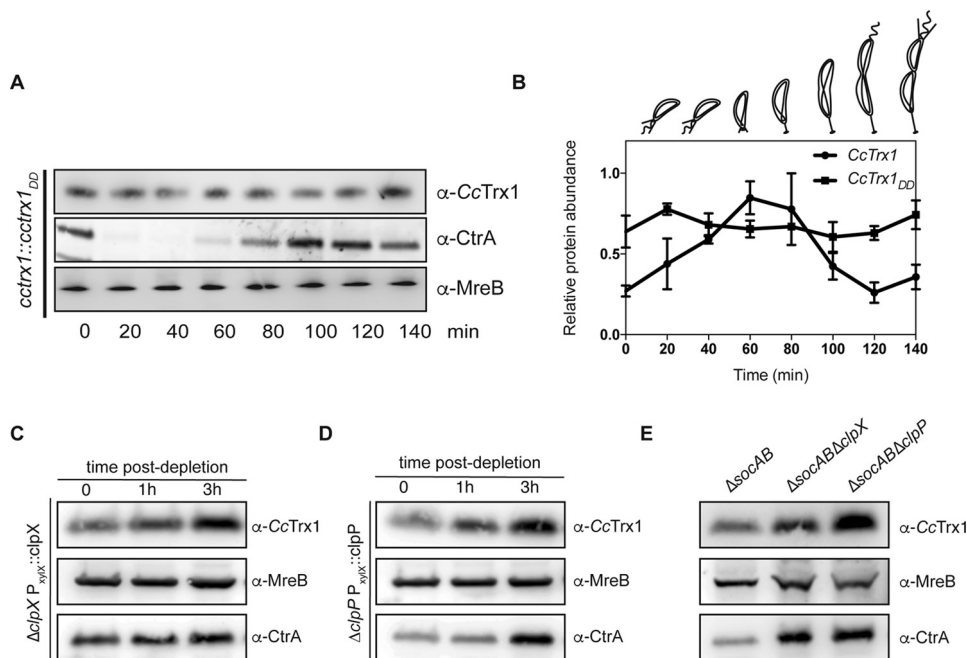 A
cctrx1::cctrx1DD
α-CcTrx1
α-CtrA
α-MreB
0 20 40 60 80 100 120 140 min
B
Relative protein abundance
1.0
0.5
0.0
CcTrx1
CcTrx1DD
0 20 40 60 80 100 120 140
Time (min)
C
time post-depletion
0 1h 3h
ΔclpX PxylX::clpX
α-CcTrx1
α-MreB
α-CtrA
D
time post-depletion
0 1h 3h
ΔclpP PxylX::clpP
α-CcTrx1
α-MreB
α-CtrA
E
ΔsocAB ΔsocABΔclpX ΔsocABΔclpP
α-CcTrx1
α-MreB
α-CtrA